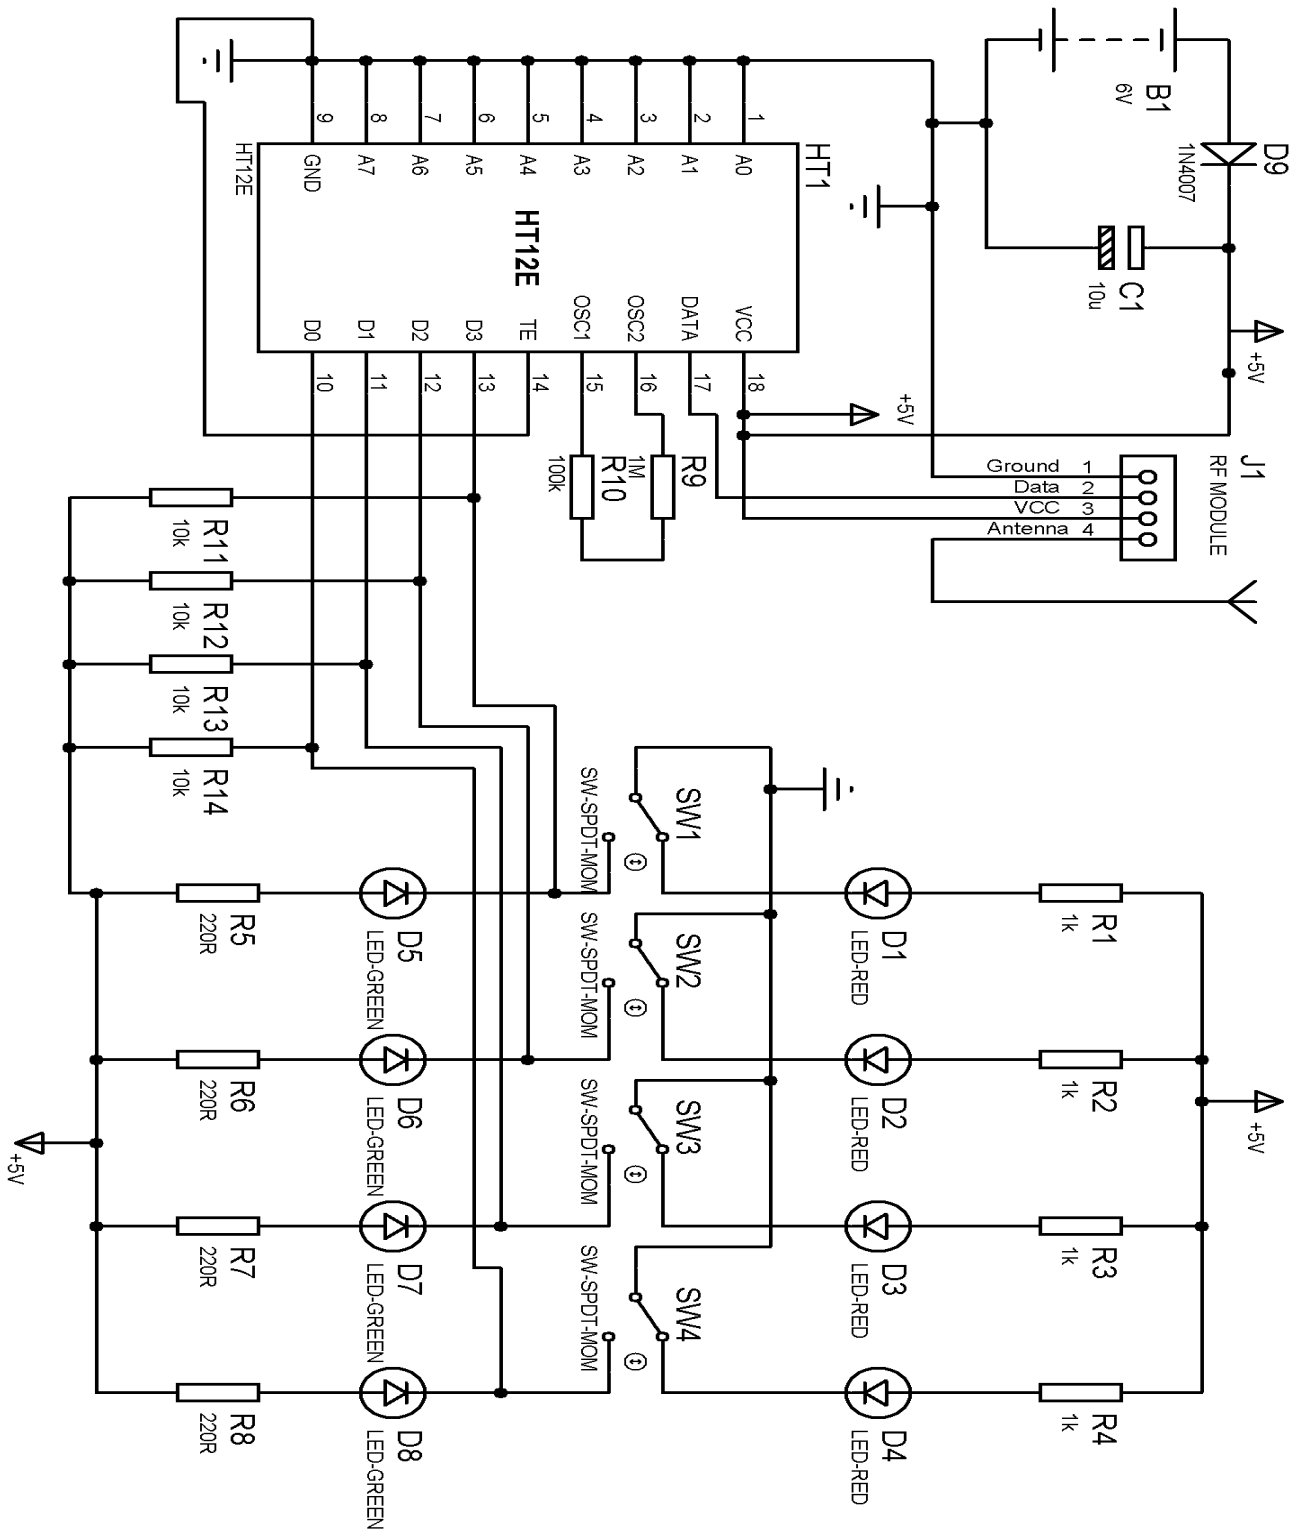 B1
6V
D9
1N4007
C1
10u
+5V
HT1
HT12E
HT12E
1
2
3
4
5
6
7
8
9
A0
A1
A2
A3
A4
A5
A6
A7
GND
VCC
DATA
OSC2
OSC1
TE
D3
D2
D1
D0
18
17
16
15
14
13
12
11
10
+5V
J1
RF MODULE
Ground 1
Data 2
VCC 3
Antenna 4
R9
1M
R10
100k
R11
10k
R12
10k
R13
10k
R14
10k
SW1
SW-SPDT-MOM
SW2
SW-SPDT-MOM
SW3
SW-SPDT-MOM
SW4
SW-SPDT-MOM
R1
1k
R2
1k
R3
1k
R4
1k
D1
LED-RED
D2
LED-RED
D3
LED-RED
D4
LED-RED
+5V
D5
LED-GREEN
D6
LED-GREEN
D7
LED-GREEN
D8
LED-GREEN
R5
220R
R6
220R
R7
220R
R8
220R
+5V